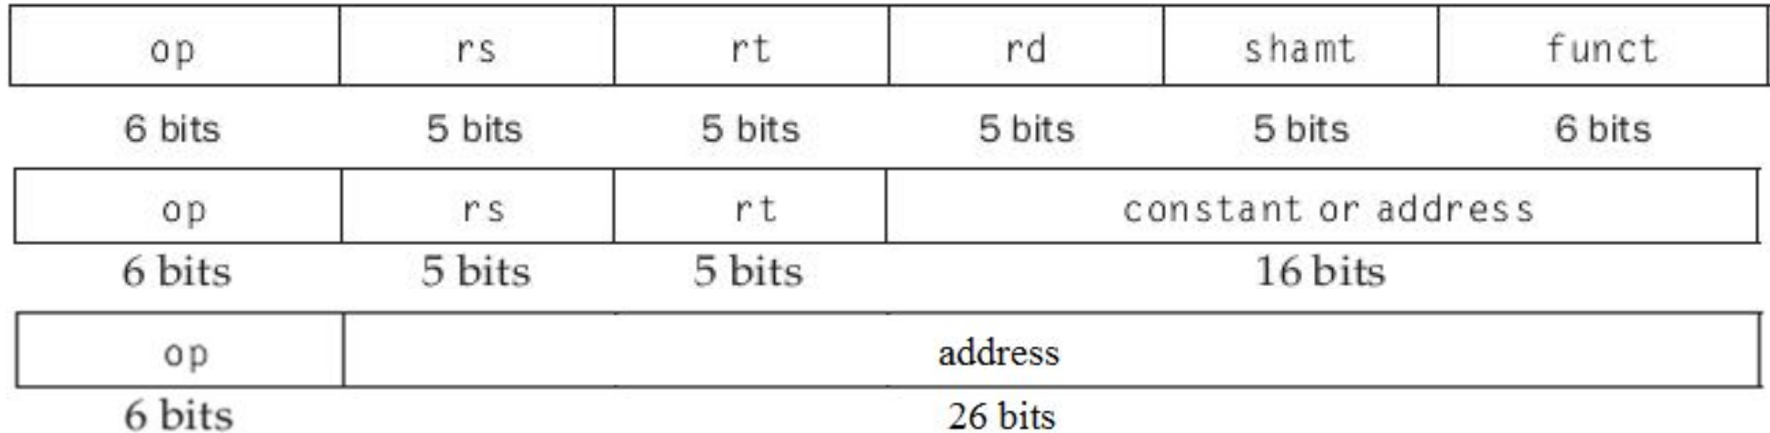 op rs rt rd shamt funct
6 bits 5 bits 5 bits 5 bits 5 bits 6 bits
op rs rt constant or address
6 bits 5 bits 5 bits 16 bits
op address
6 bits 26 bits